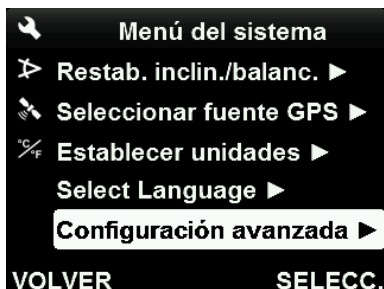 Menú del sistema
Restab. inclin./balanc. ▶
Seleccionar fuente GPS ▶
°C/°F Establecer unidades ▶
Select Language ▶
Configuración avanzada ▶
VOLVER SELECC.